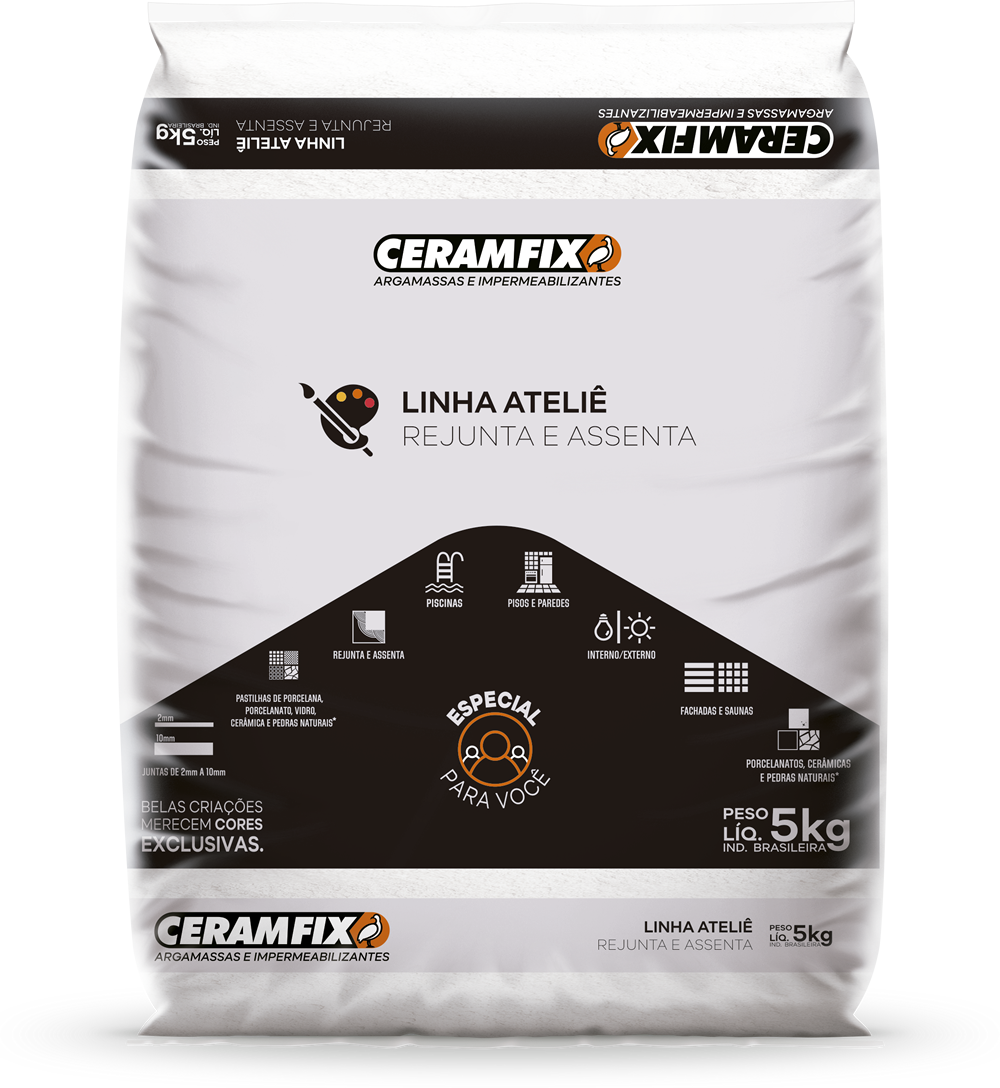 PESO
LÍQ. 5kg
IND. BRASILEIRA
LINHA ATELIÊ
REJUNTA E ASSENTA
CERAMFIX
ARGAMASSAS E IMPERMEABILIZANTES
CERAMFIX
ARGAMASSAS E IMPERMEABILIZANTES
LINHA ATELIÊ
REJUNTA E ASSENTA
PISCINAS
PISOS E PAREDES
REJUNTA E ASSENTA
INTERNO/EXTERNO
PASTILHAS DE PORCELANA,
PORCELANATO, VIDRO,
CERÂMICA E PEDRAS NATURAIS*
FACHADAS E SAUNAS
2mm
10mm
JUNTAS DE 2mm A 10mm
ESPECIAL
PARA VOCÊ
PORCELANATOS, CERÂMICAS
E PEDRAS NATURAIS*
BELAS CRIAÇÕES
MERECEM CORES
EXCLUSIVAS.
PESO
LÍQ. 5kg
IND. BRASILEIRA
CERAMFIX
ARGAMASSAS E IMPERMEABILIZANTES
LINHA ATELIÊ
REJUNTA E ASSENTA
PESO
LÍQ. 5kg
IND. BRASILEIRA